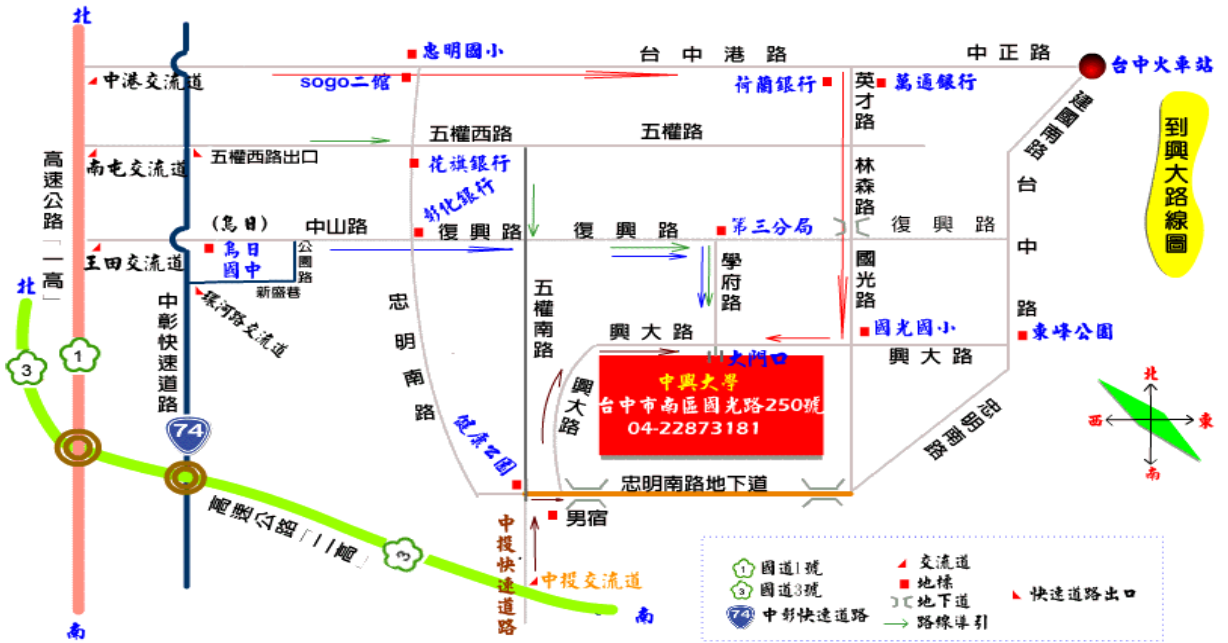 北
忠明國小
台中港路
中正路
台中火車站
中港交流道
sogo二館
荷蘭銀行
英才路
萬通銀行
建國南路
到興大路線圖
五權西路
五權路
高速公路「一高」
南屯交流道
五權西路出口
花旗銀行
彰化銀行
林森路
台中路
(烏日)
中山路
復興路
復興路
第三分局
復興路
王田交流道
烏日
國中
公園路
新盛巷
環河路交流道
學府路
國光路
北
中彰快速道路
忠明南路
五權南路
興大路
國光國小
東峰公園
3
1
大門口
興大路
興大路
中興大學
台中市南區國光路-250號
04-22873181
忠明南路
北
西
東
南
74
健康公園
忠明南路地下道
高速公路「二高」
3
中投快速道路
男宿
中投交流道
南
南
1
國道1號
3
國道3號
74
中彰快速道路
交流道
地標
地下道
路線導引
快速道路出口